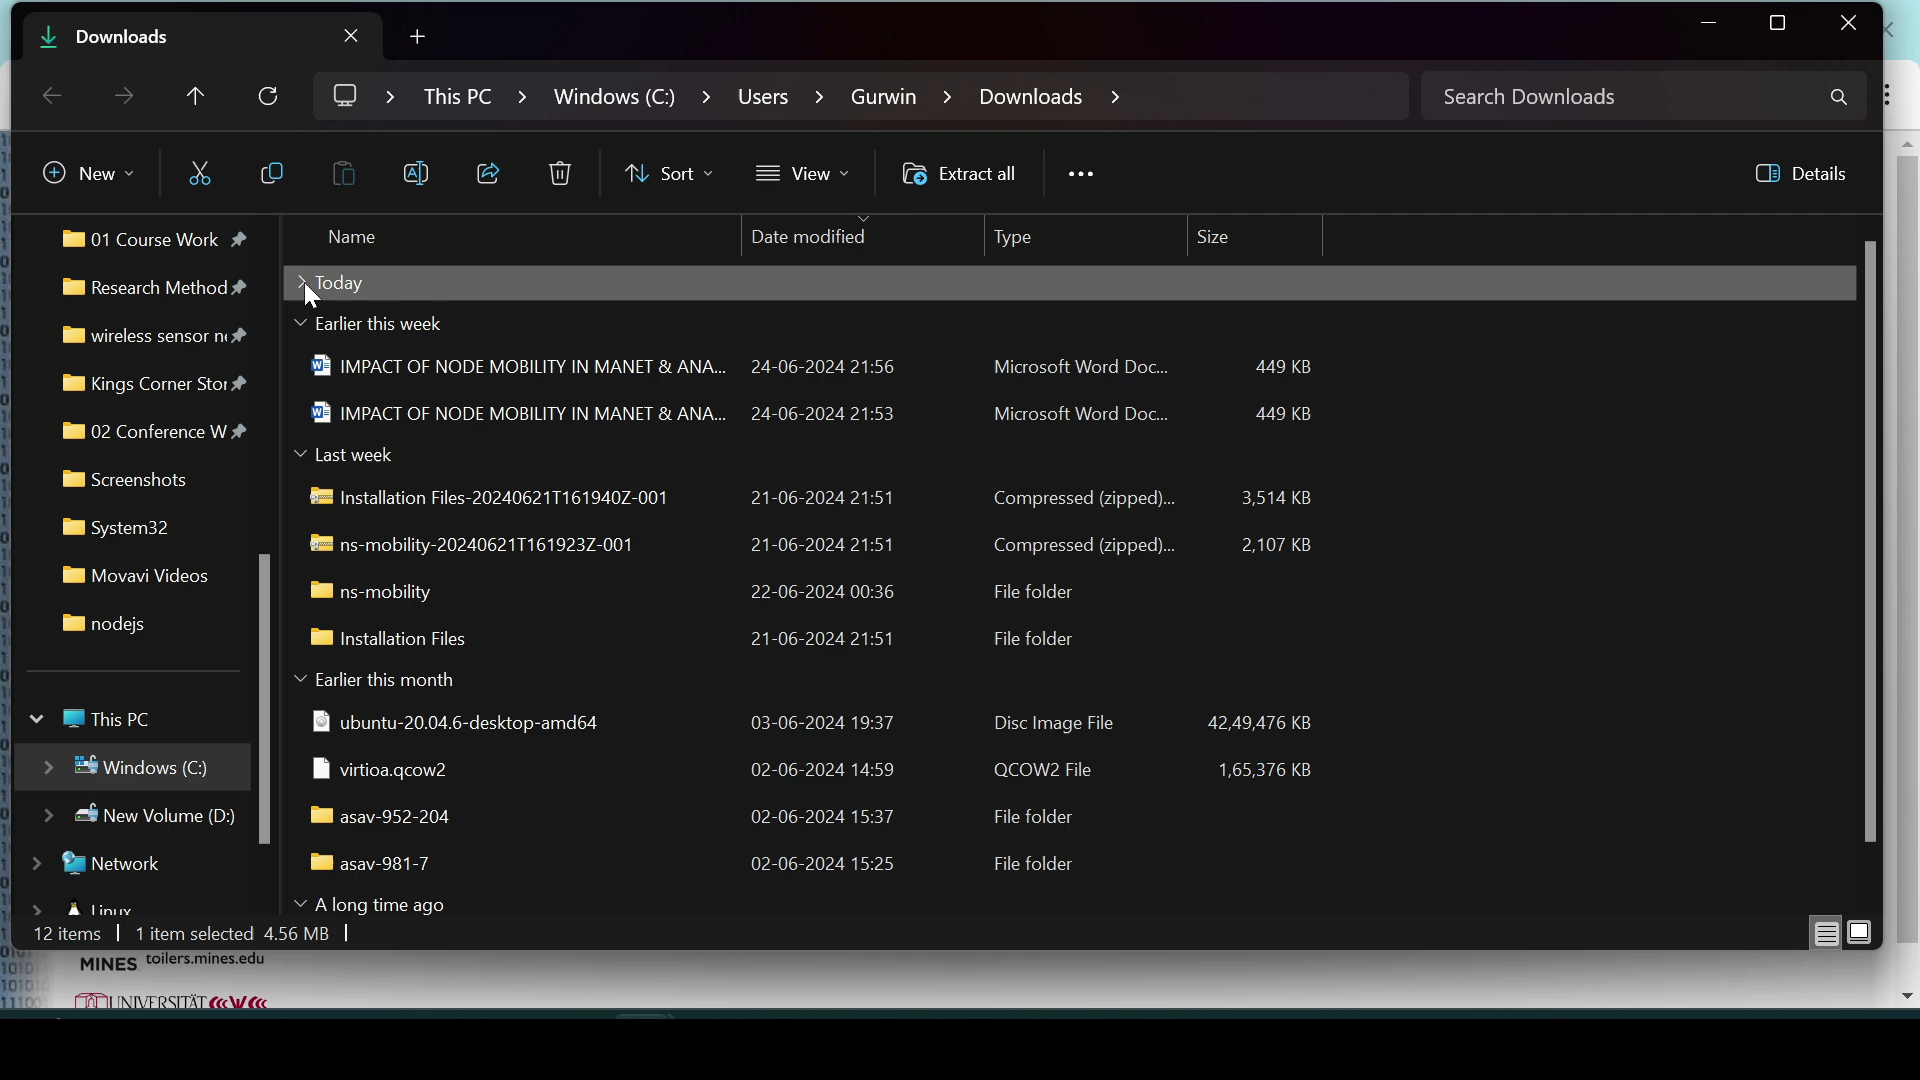 Downloads
This PC > Windows (C:) > Users > Gurwin > Downloads >
Search Downloads
New
Sort
View
Extract all
Details
Name
Date modified
Type
Size
01 Course Work
Research Method
wireless sensor n
Kings Corner Stor
02 Conference W
Screenshots
System32
Movavi Videos
nodejs
This PC
Windows (C:)
New Volume (D:)
Network
Linux
Today
Earlier this week
IMPACT OF NODE MOBILITY IN MANET & ANA... 24-06-2024 21:56 Microsoft Word Doc... 449 KB
IMPACT OF NODE MOBILITY IN MANET & ANA... 24-06-2024 21:53 Microsoft Word Doc... 449 KB
Last week
Installation Files-20240621T161940Z-001 21-06-2024 21:51 Compressed (zipped)... 3,514 KB
ns-mobility-20240621T161923Z-001 21-06-2024 21:51 Compressed (zipped)... 2,107 KB
ns-mobility 22-06-2024 00:36 File folder
Installation Files 21-06-2024 21:51 File folder
Earlier this month
ubuntu-20.04.6-desktop-amd64 03-06-2024 19:37 Disc Image File 42,49,476 KB
virtioa.qcow2 02-06-2024 14:59 QCOW2 File 1,65,376 KB
asav-952-204 02-06-2024 15:37 File folder
asav-981-7 02-06-2024 15:25 File folder
A long time ago
12 items 1 item selected 4.56 MB
MINES toilers.mines.edu
UNIVERSITÄT